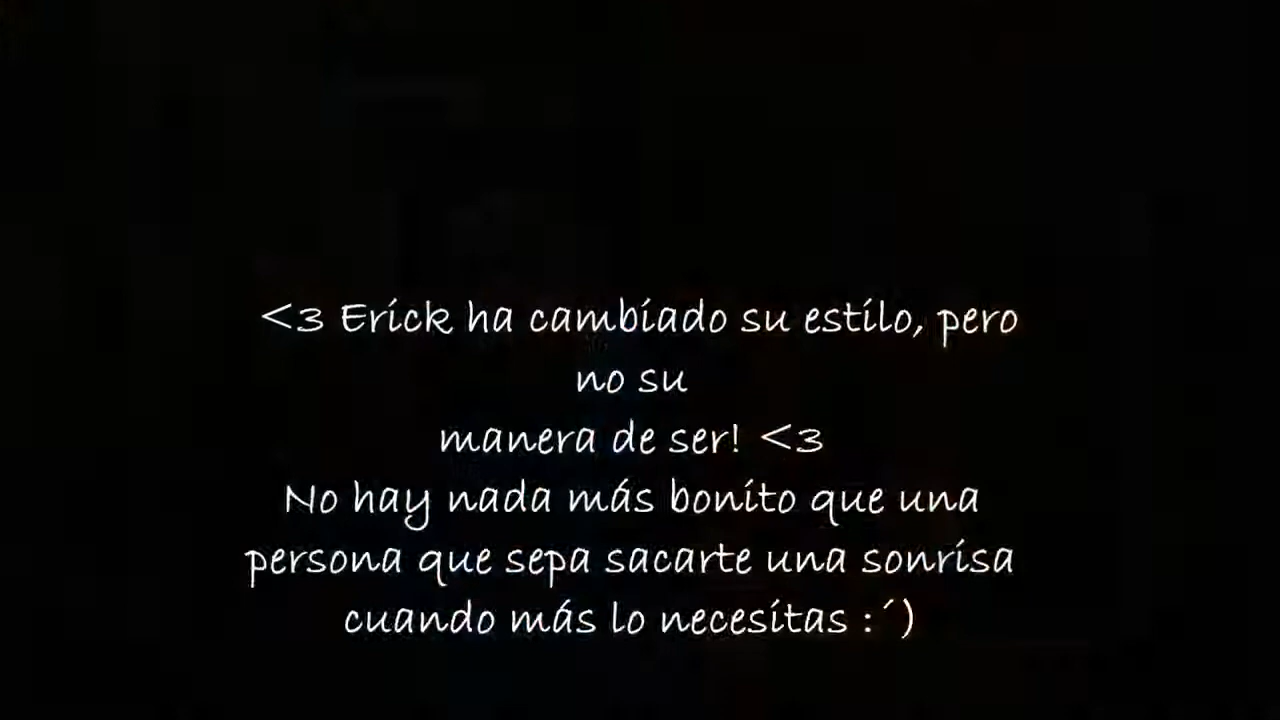 <3 Erick ha cambiado su estilo, pero
no su
manera de ser! <3
No hay nada más bonito que una
persona que sepa sacarte una sonrisa
cuando más lo necesitas :´)